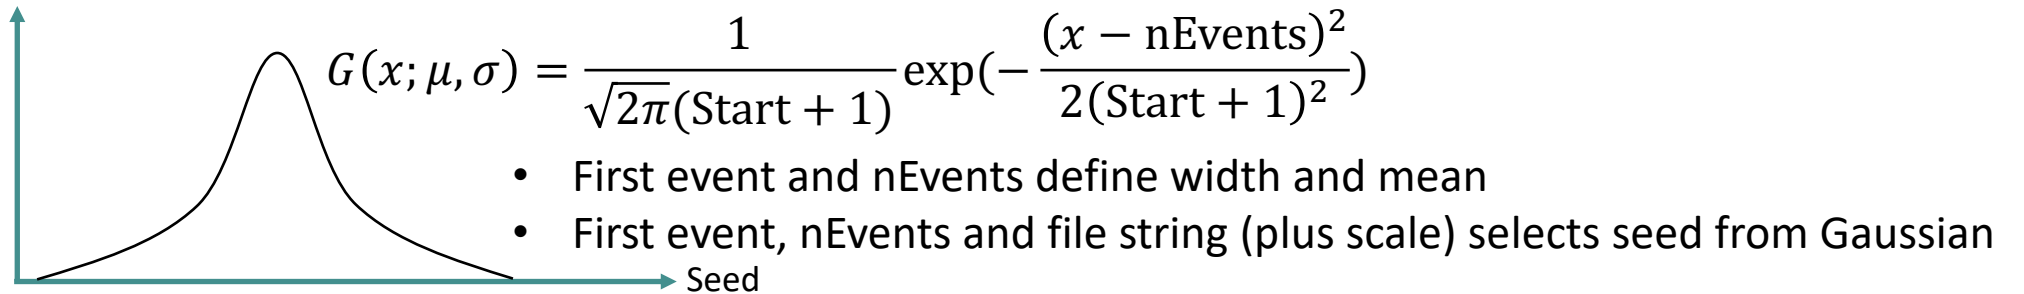 G(x; μ, σ) = 1 / √2π(Start + 1) exp(− (x − nEvents)² / 2(Start + 1)²)
• First event and nEvents define width and mean
• First event, nEvents and file string (plus scale) selects seed from Gaussian
Seed